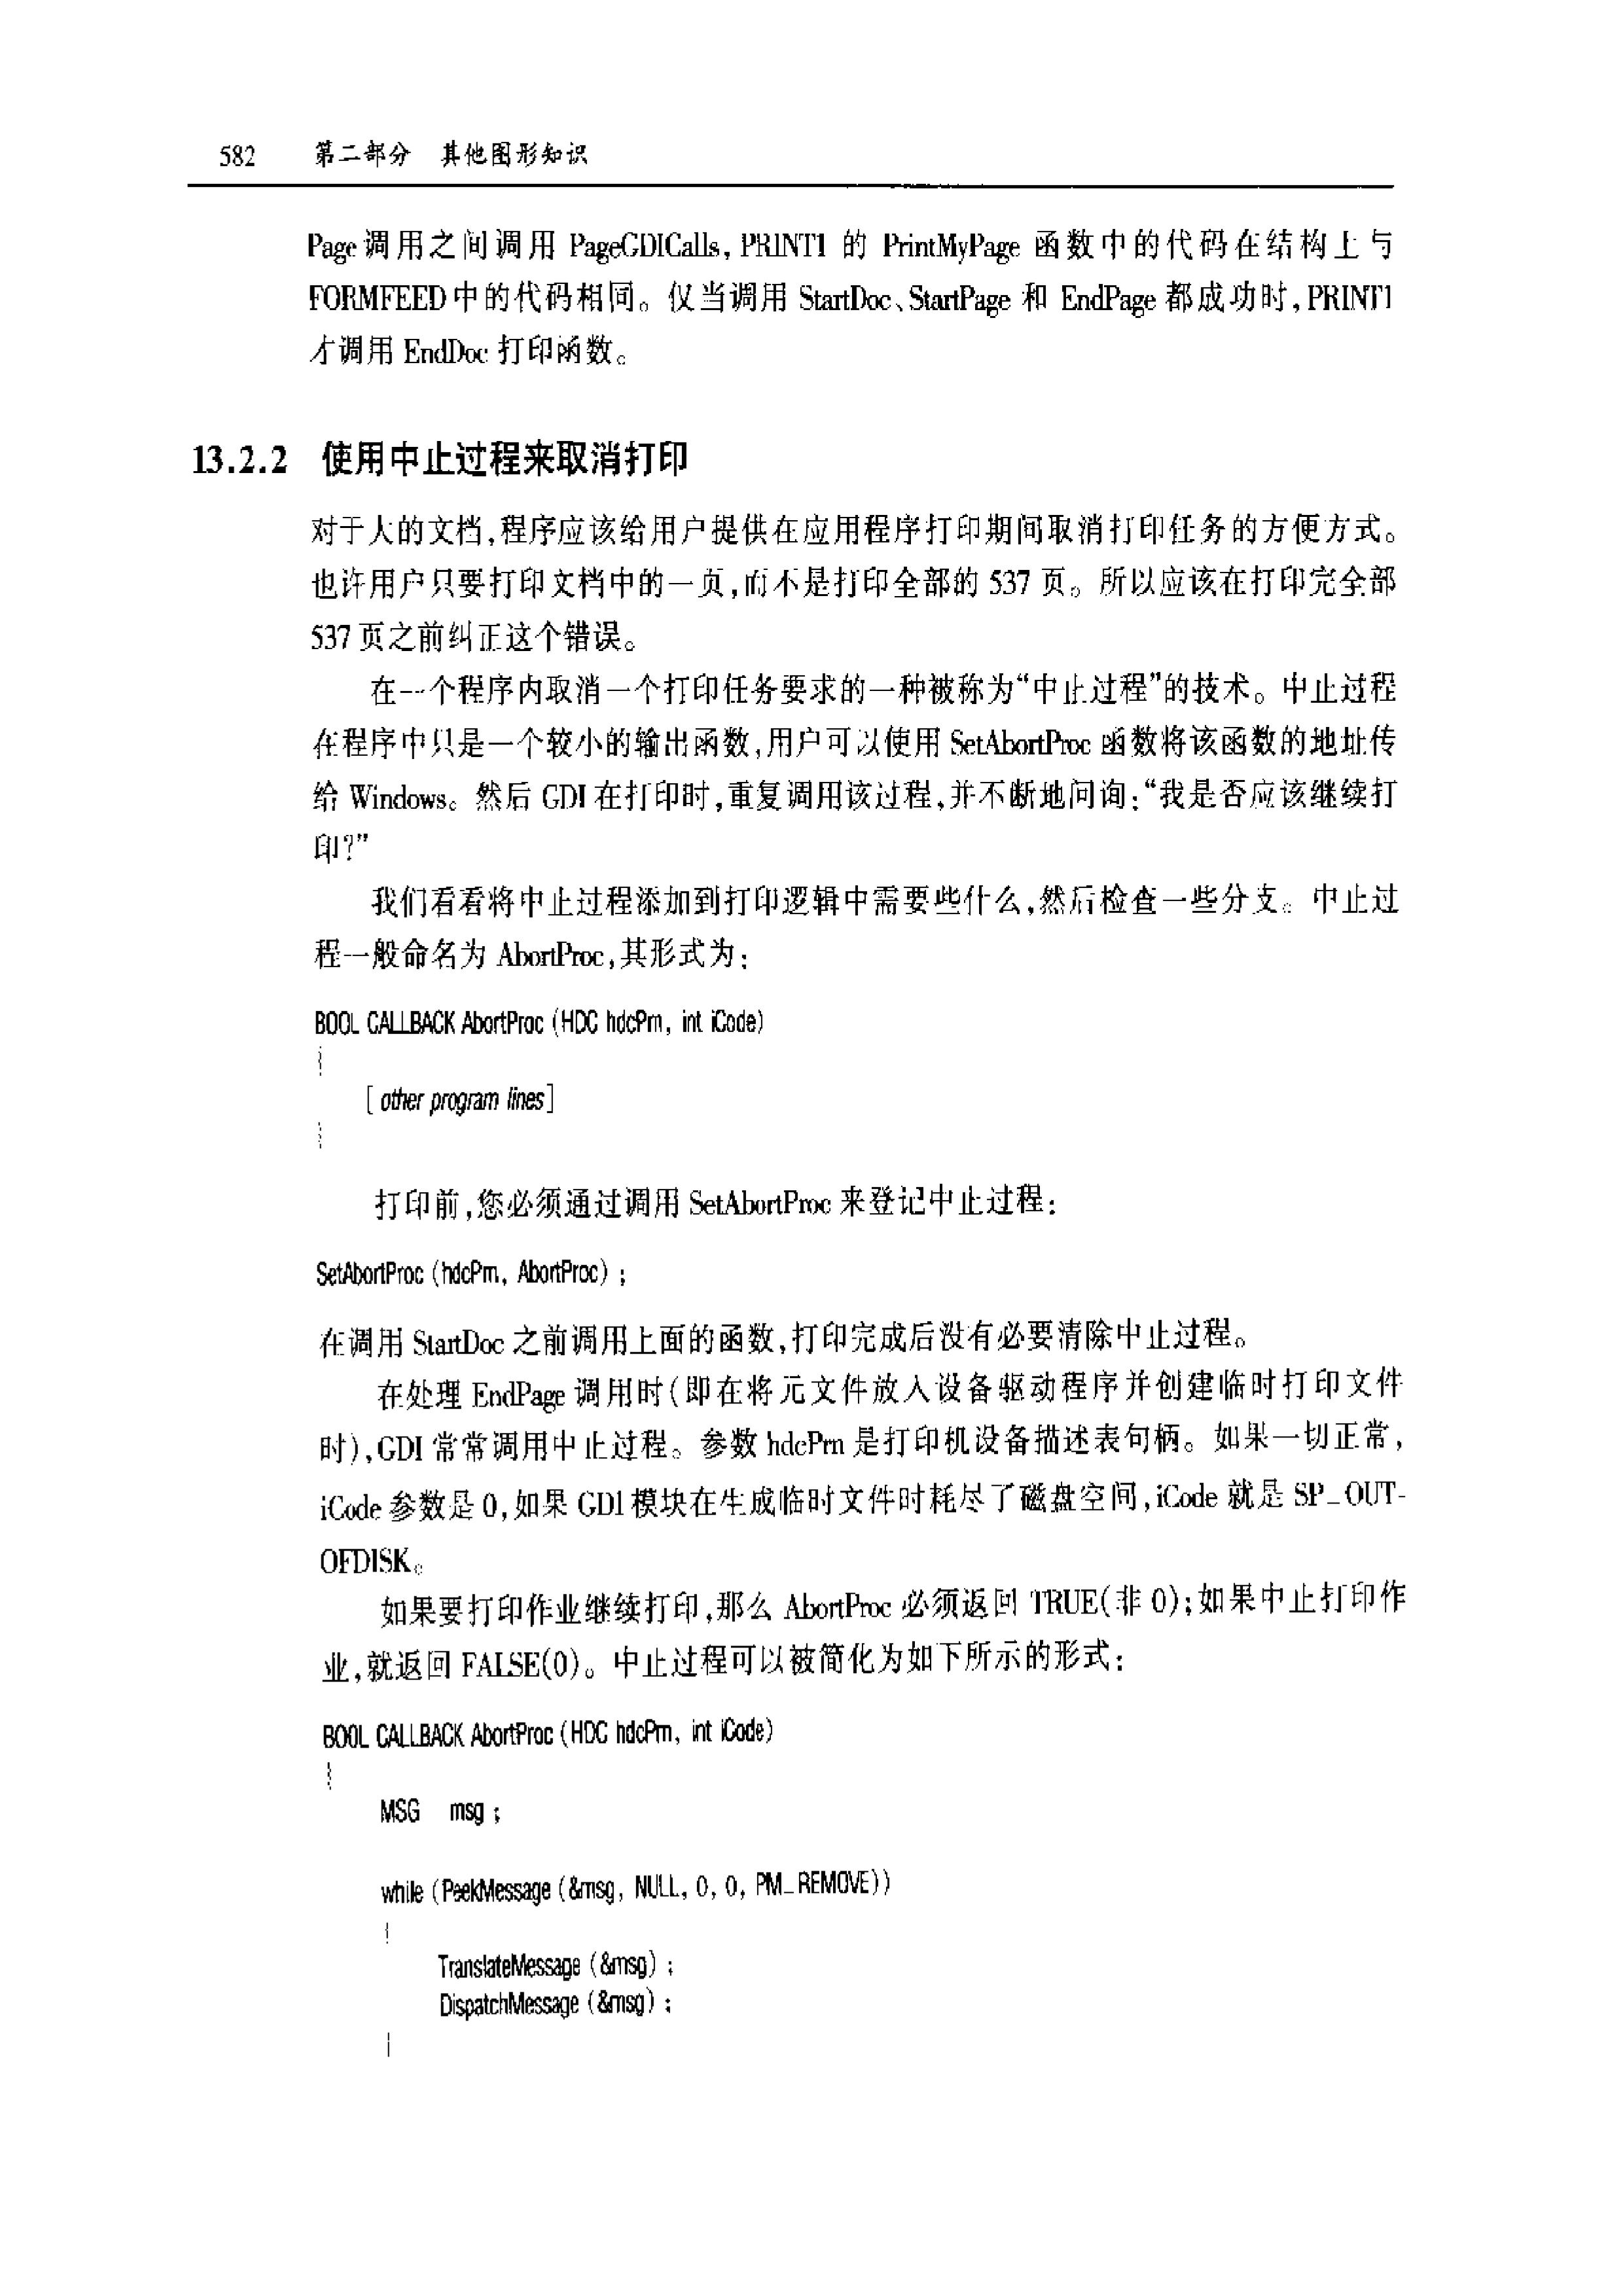 582 第二部分 其他图形知识
Page 调用之间调用 PageGDICalls, PRINT1 的 PrintMyPage 函数中的代码在结构上与
FORMFEED 中的代码相同。仅当调用 StartDoc、StartPage 和 EndPage 都成功时, PRINT1
才调用 EndDoc 打印函数。
13.2.2 使用中止过程来取消打印
对于大的文档,程序应该给用户提供在应用程序打印期间取消打印任务的方便方式。
也许用户只要打印文档中的一页,而不是打印全部的 537 页。所以应该在打印完全部
537 页之前纠正这个错误。
在一个程序内取消一个打印任务要求的一种被称为“中止过程”的技术。中止过程
在程序中只是一个较小的输出函数,用户可以使用 SetAbortProc 函数将该函数的地址传
给 Windows。然后 GDI 在打印时,重复调用该过程,并不断地问询:“我是否应该继续打
印?”
我们看看将中止过程添加到打印逻辑中需要些什么,然后检查一些分支。中止过
程一般命名为 AbortProc,其形式为:
BOOL CALLBACK AbortProc (HDC hdcPrn, int iCode)
{
[other program lines]
}
打印前,您必须通过调用 SetAbortProc 来登记中止过程:
SetAbortProc (hdcPrn, AbortProc) ;
在调用 StartDoc 之前调用上面的函数,打印完成后没有必要清除中止过程。
在处理 EndPage 调用时(即在将元文件放入设备驱动程序并创建临时打印文件
时),GDI 常常调用中止过程。参数 hdcPrn 是打印机设备描述表句柄。如果一切正常,
iCode 参数是 0,如果 GDI 模块在生成临时文件时耗尽了磁盘空间,iCode 就是 SP_OUT-
OFDISK。
如果要打印作业继续打印,那么 AbortProc 必须返回 TRUE(非 0);如果中止打印作
业,就返回 FALSE(0)。中止过程可以被简化为如下所示的形式:
BOOL CALLBACK AbortProc (HDC hdcPrn, int iCode)
{
MSG msg ;
while (PeekMessage (&msg, NULL, 0, 0, PM_REMOVE))
{
TranslateMessage (&msg) ;
DispatchMessage (&msg) ;
}